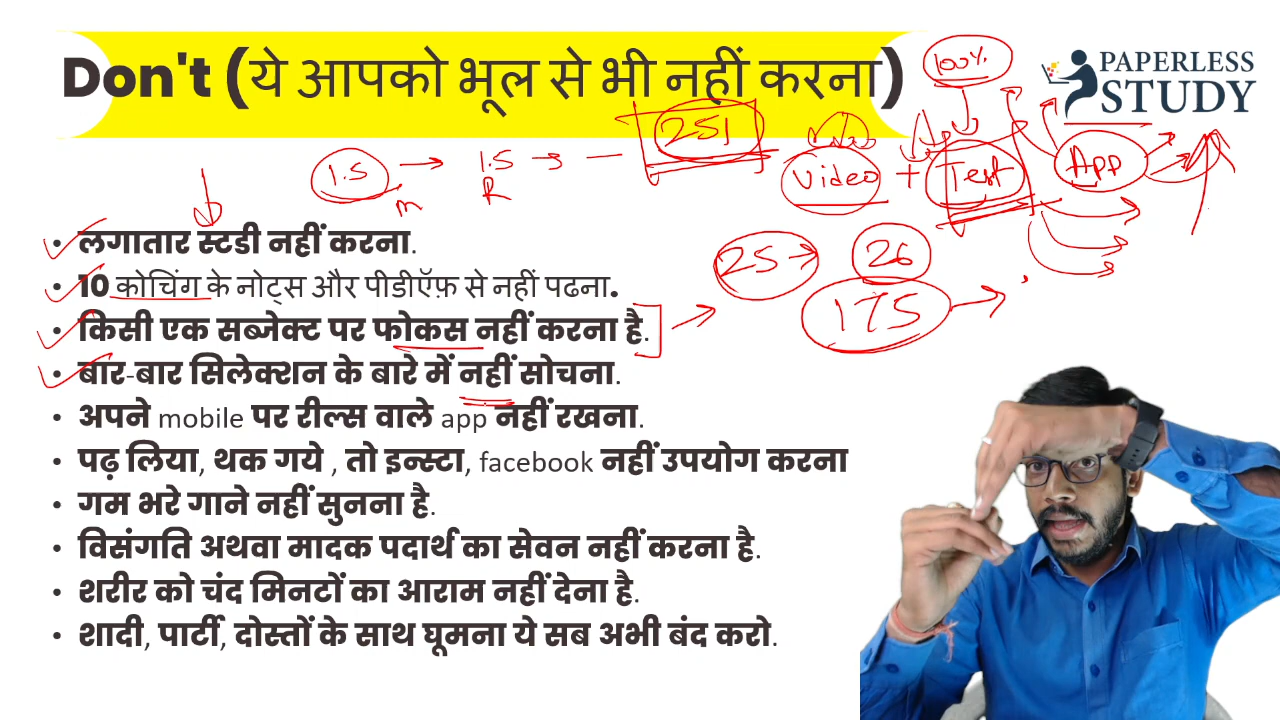 Don't (ये आपको भूल से भी नहीं करना)
PAPERLESS
STUDY
100%
251
1.5
1.5
m
R
Video + Test
App
25 → 26
175
• लगातार स्टडी नहीं करना.
• 10 कोचिंग के नोट्स और पीडीऍफ़ से नहीं पढना.
• किसी एक सब्जेक्ट पर फोकस नहीं करना है.
• बार-बार सिलेक्शन के बारे में नहीं सोचना.
• अपने mobile पर रील्स वाले app नहीं रखना.
• पढ़ लिया, थक गये , तो इन्स्टा, facebook नहीं उपयोग करना
• गम भरे गाने नहीं सुनना है.
• विसंगति अथवा मादक पदार्थ का सेवन नहीं करना है.
• शरीर को चंद मिनटों का आराम नहीं देना है.
• शादी, पार्टी, दोस्तों के साथ घूमना ये सब अभी बंद करो.